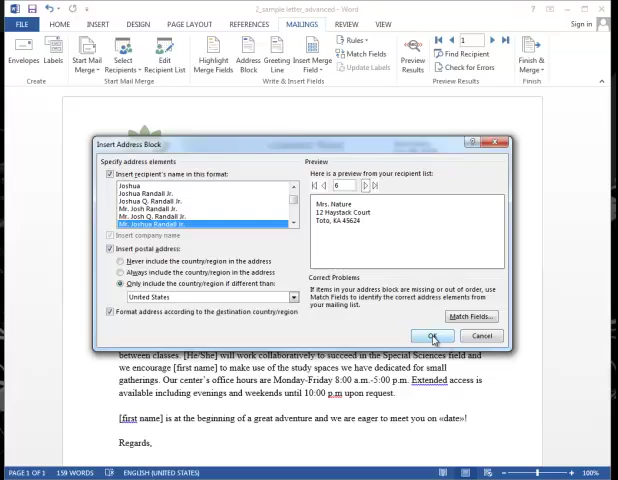 2_sample letter_advanced - Word
Sign in
FILE HOME INSERT DESIGN PAGE LAYOUT REFERENCES MAILINGS REVIEW VIEW
Envelopes Labels
Create
Start Mail Merge Select Recipients Edit Recipient List
Start Mail Merge
Highlight Merge Fields Address Block Greeting Line Insert Merge Field
Rules
Match Fields
Update Labels
Write & Insert Fields
Preview Results
1
Find Recipient
Check for Errors
Preview Results
Finish & Merge
Finish
Insert Address Block
Specify address elements
Insert recipient's name in this format:
Joshua
Joshua Randall Jr.
Joshua Q. Randall Jr.
Mr. Josh Randall Jr.
Mr. Josh Q. Randall Jr.
Mr. Joshua Randall Jr.
Insert company name
Insert postal address:
Never include the country/region in the address
Always include the country/region in the address
Only include the country/region if different than:
United States
Format address according to the destination country/region
Preview
Here is a preview from your recipient list:
6
Mrs. Nature
12 Haystack Court
Toto, KA 45624
Correct Problems
If items in your address block are missing or out of order, use
Match Fields to identify the correct address elements from
your mailing list.
Match Fields...
OK Cancel
between classes. [He/She] will work collaboratively to succeed in the Special Sciences field and
we encourage [first name] to make use of the study spaces we have dedicated for small
gatherings. Our center's office hours are Monday-Friday 8:00 a.m.-5:00 p.m. Extended access is
available including evenings and weekends until 10:00 p.m upon request.
[first name] is at the beginning of a great adventure and we are eager to meet you on «date»!
Regards,
PAGE 1 OF 1 159 WORDS ENGLISH (UNITED STATES) 100%